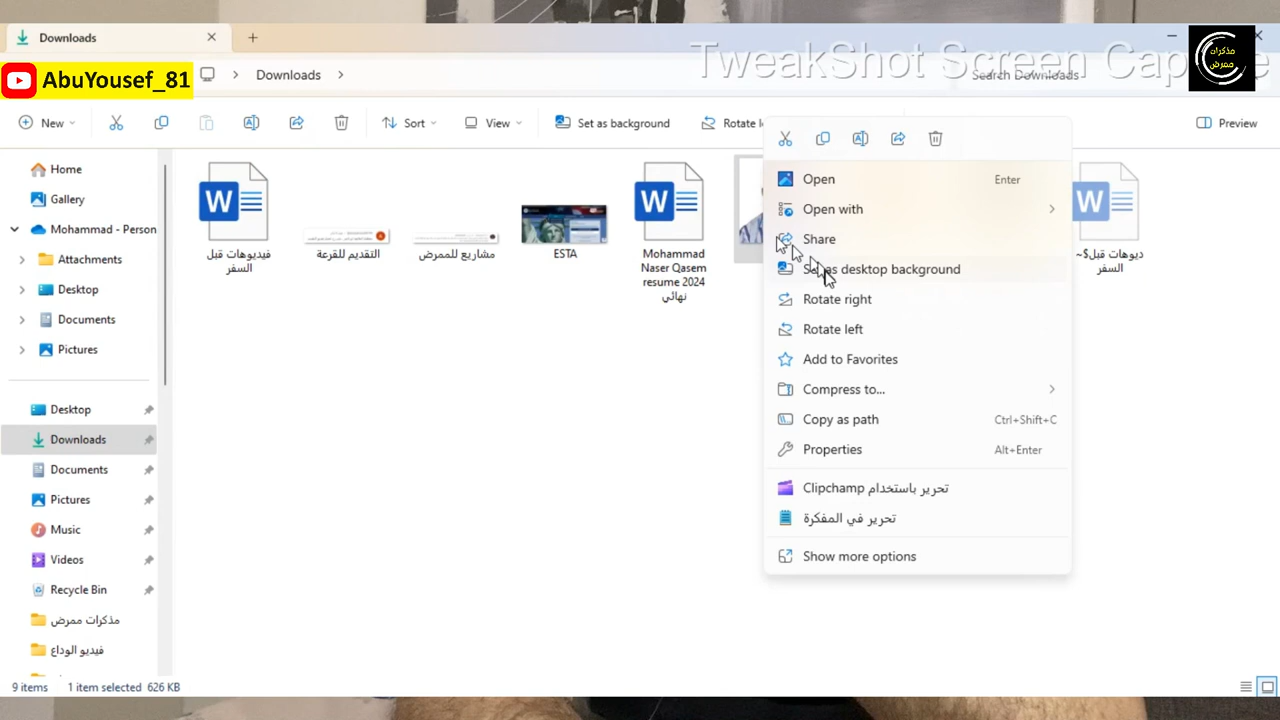 Downloads
TweakShot Screen Cap
مذكرات
ممرض
AbuYousef_81
Downloads
Search Downloads
New
Sort
View
Set as background
Rotate le
Preview
Home
Gallery
Mohammad - Person
Attachments
Desktop
Documents
Pictures
Desktop
Downloads
Documents
Pictures
Music
Videos
Recycle Bin
مذكرات ممرض
فيديو الوداع
فيديوهات قبل
السفر
التقديم للقرعة
مشاريع للممرض
ESTA
Mohammad
Naser Qasem
resume 2024
نهائي
ديوهات قبل$~
السفر
Open Enter
Open with
Share
as desktop background
Rotate right
Rotate left
Add to Favorites
Compress to...
Copy as path Ctrl+Shift+C
Properties Alt+Enter
تحرير باستخدام Clipchamp
تحرير في المفكرة
Show more options
9 items 1 item selected 626 KB